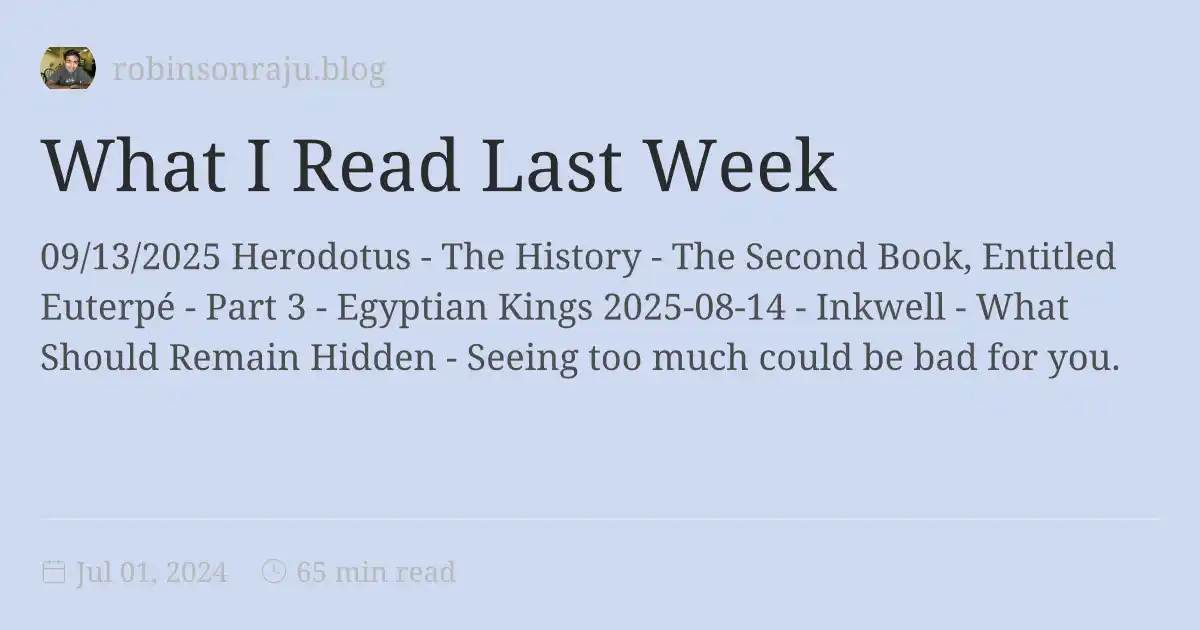 robinsonraju.blog
What I Read Last Week
09/13/2025 Herodotus - The History - The Second Book, Entitled
Euterpé - Part 3 - Egyptian Kings 2025-08-14 - Inkwell - What
Should Remain Hidden - Seeing too much could be bad for you.
Jul 01, 2024 65 min read